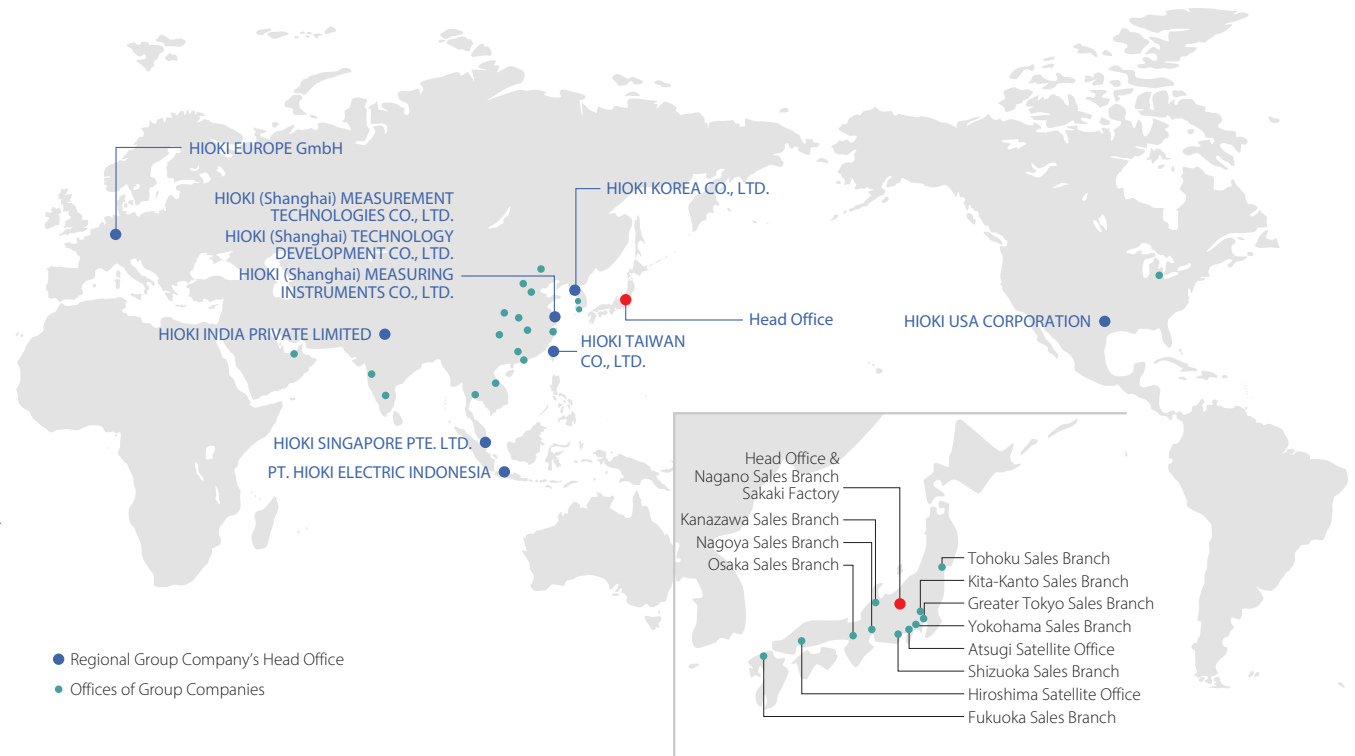 HIOKI EUROPE GmbH
HIOKI (Shanghai) MEASUREMENT
TECHNOLOGIES CO., LTD.
HIOKI (Shanghai) TECHNOLOGY
DEVELOPMENT CO., LTD.
HIOKI (Shanghai) MEASURING
INSTRUMENTS CO., LTD.
HIOKI KOREA CO., LTD.
Head Office
HIOKI USA CORPORATION
HIOKI INDIA PRIVATE LIMITED
HIOKI TAIWAN
CO., LTD.
HIOKI SINGAPORE PTE. LTD.
PT. HIOKI ELECTRIC INDONESIA
Head Office &
Nagano Sales Branch
Sakaki Factory
Kanazawa Sales Branch
Nagoya Sales Branch
Osaka Sales Branch
Tohoku Sales Branch
Kita-Kanto Sales Branch
Greater Tokyo Sales Branch
Yokohama Sales Branch
Atsugi Satellite Office
Shizuoka Sales Branch
Hiroshima Satellite Office
Fukuoka Sales Branch
Regional Group Company's Head Office
Offices of Group Companies